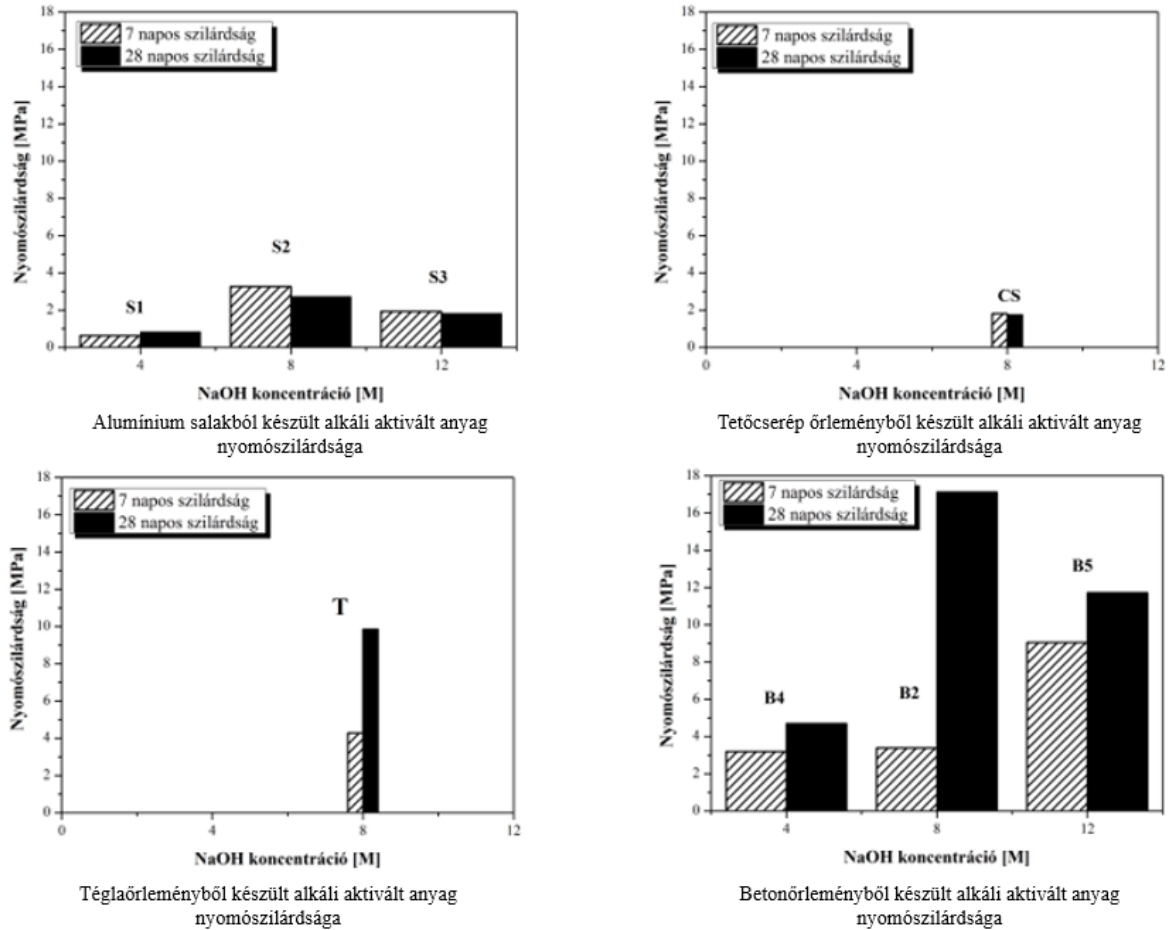 18
16
14
12
10
8
6
4
2
0
Nyomószilárdság [MPa]
7 napos szilárdság
28 napos szilárdság
S1
S2
S3
4
8
12
NaOH koncentráció [M]
Alumínium salakból készült alkáli aktivált anyag
nyomószilárdsága
18
16
14
12
10
8
6
4
2
0
Nyomószilárdság [MPa]
7 napos szilárdság
28 napos szilárdság
CS
0
4
8
12
NaOH koncentráció [M]
Tetőcserép őrleményből készült alkáli aktivált anyag
nyomószilárdsága
18
16
14
12
10
8
6
4
2
0
Nyomószilárdság [MPa]
7 napos szilárdság
28 napos szilárdság
T
0
4
8
12
NaOH koncentráció [M]
Téglaőrleményből készült alkáli aktivált anyag
nyomószilárdsága
18
16
14
12
10
8
6
4
2
0
Nyomószilárdság [MPa]
7 napos szilárdság
28 napos szilárdság
B4
B2
B5
4
8
12
NaOH koncentráció [M]
Betonőrleményből készült alkáli aktivált anyag
nyomószilárdsága